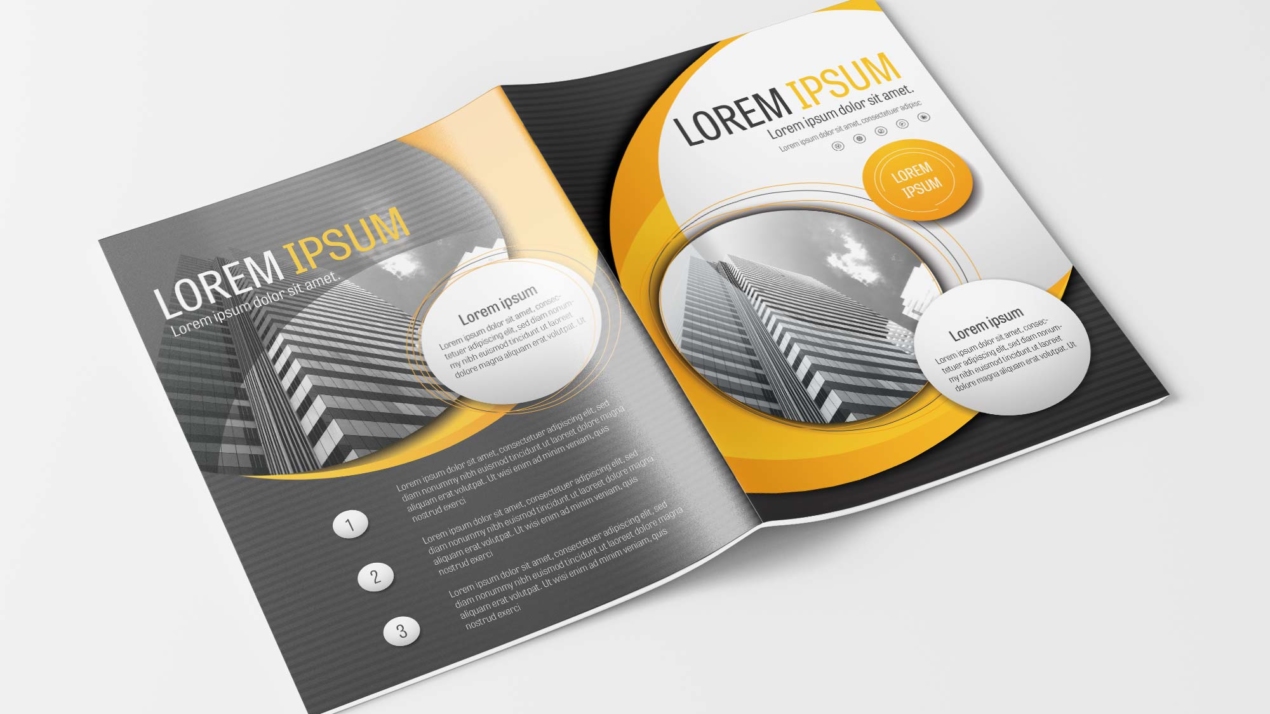 LOREM IPSUM
Lorem ipsum dolor sit amet.
Lorem ipsum
Lorem ipsum dolor sit amet, consec-
tetuer adipiscing elit, sed diam nonum-
my nibh euismod tincidunt ut laoreet
dolore magna aliquam erat volutpat. Ut
1
Lorem ipsum dolor sit amet, consectetuer adipiscing elit, sed
diam nonummy nibh euismod tincidunt ut laoreet dolore magna
aliquam erat volutpat. Ut wisi enim ad minim veniam, quis
nostrud exerci
2
Lorem ipsum dolor sit amet, consectetuer adipiscing elit, sed
diam nonummy nibh euismod tincidunt ut laoreet dolore magna
aliquam erat volutpat. Ut wisi enim ad minim veniam, quis
nostrud exerci
3
Lorem ipsum dolor sit amet, consectetuer adipiscing elit, sed
diam nonummy nibh euismod tincidunt ut laoreet dolore magna
aliquam erat volutpat. Ut wisi enim ad minim veniam, quis
nostrud exerci
LOREM IPSUM
Lorem ipsum dolor sit amet.
Lorem ipsum dolor sit amet, consectetuer adipisc
LOREM
IPSUM
Lorem ipsum
Lorem ipsum dolor sit amet, consec-
tetuer adipiscing elit, sed diam nonum-
my nibh euismod tincidunt ut laoreet
dolore magna aliquam erat volutpat. Ut